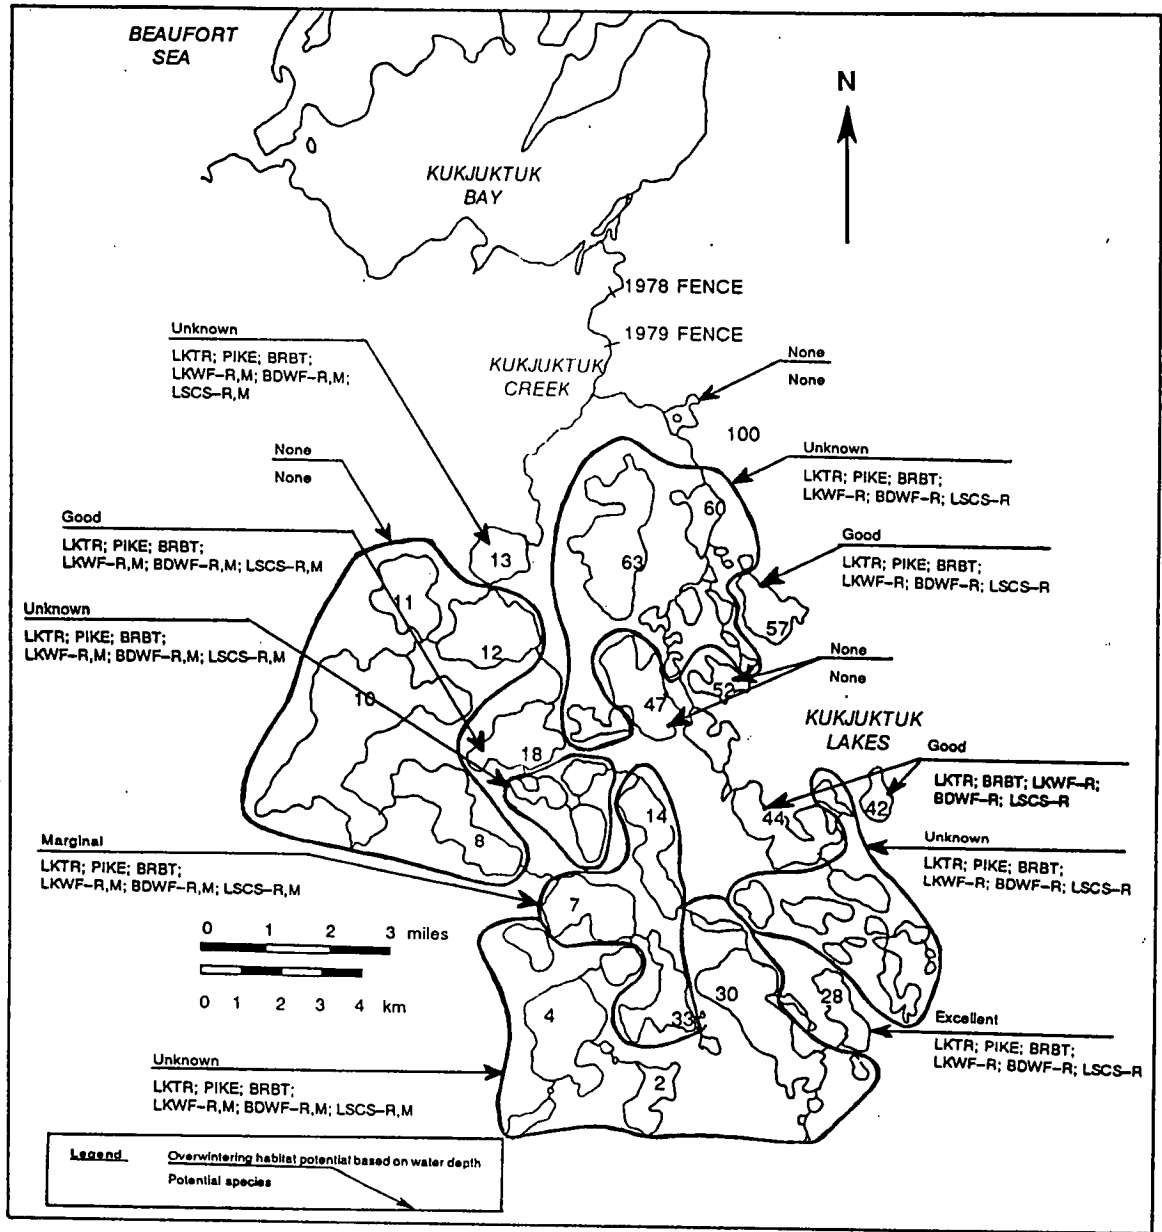 BEAUFORT
SEA
N
KUKJUKTUK
BAY
1978 FENCE
1979 FENCE
Unknown
LKTR; PIKE; BRBT;
LKWF–R,M; BDWF–R,M;
LSCS–R,M
KUKJUKTUK
CREEK
None
None
100
None
None
Unknown
LKTR; PIKE; BRBT;
LKWF–R; BDWF–R; LSCS–R
Good
LKTR; PIKE; BRBT;
LKWF–R,M; BDWF–R,M; LSCS–R,M
60
63
13
Good
LKTR; PIKE; BRBT;
LKWF–R; BDWF–R; LSCS–R
11
57
Unknown
LKTR; PIKE; BRBT;
LKWF–R,M; BDWF–R,M; LSCS–R,M
12
None
None
10
47
52
KUKJUKTUK
LAKES
18
Good
LKTR; BRBT; LKWF–R;
BDWF–R; LSCS–R
14
44
42
8
Unknown
LKTR; PIKE; BRBT;
LKWF–R; BDWF–R; LSCS–R
Marginal
LKTR; PIKE; BRBT;
LKWF–R,M; BDWF–R,M; LSCS–R,M
7
0 1 2 3 miles
0 1 2 3 4 km
4
33
30
28
Excellent
LKTR; PIKE; BRBT;
LKWF–R; BDWF–R; LSCS–R
2
Unknown
LKTR; PIKE; BRBT;
LKWF–R,M; BDWF–R,M; LSCS–R,M
Legend
Overwintering habitat potential based on water depth
Potential species